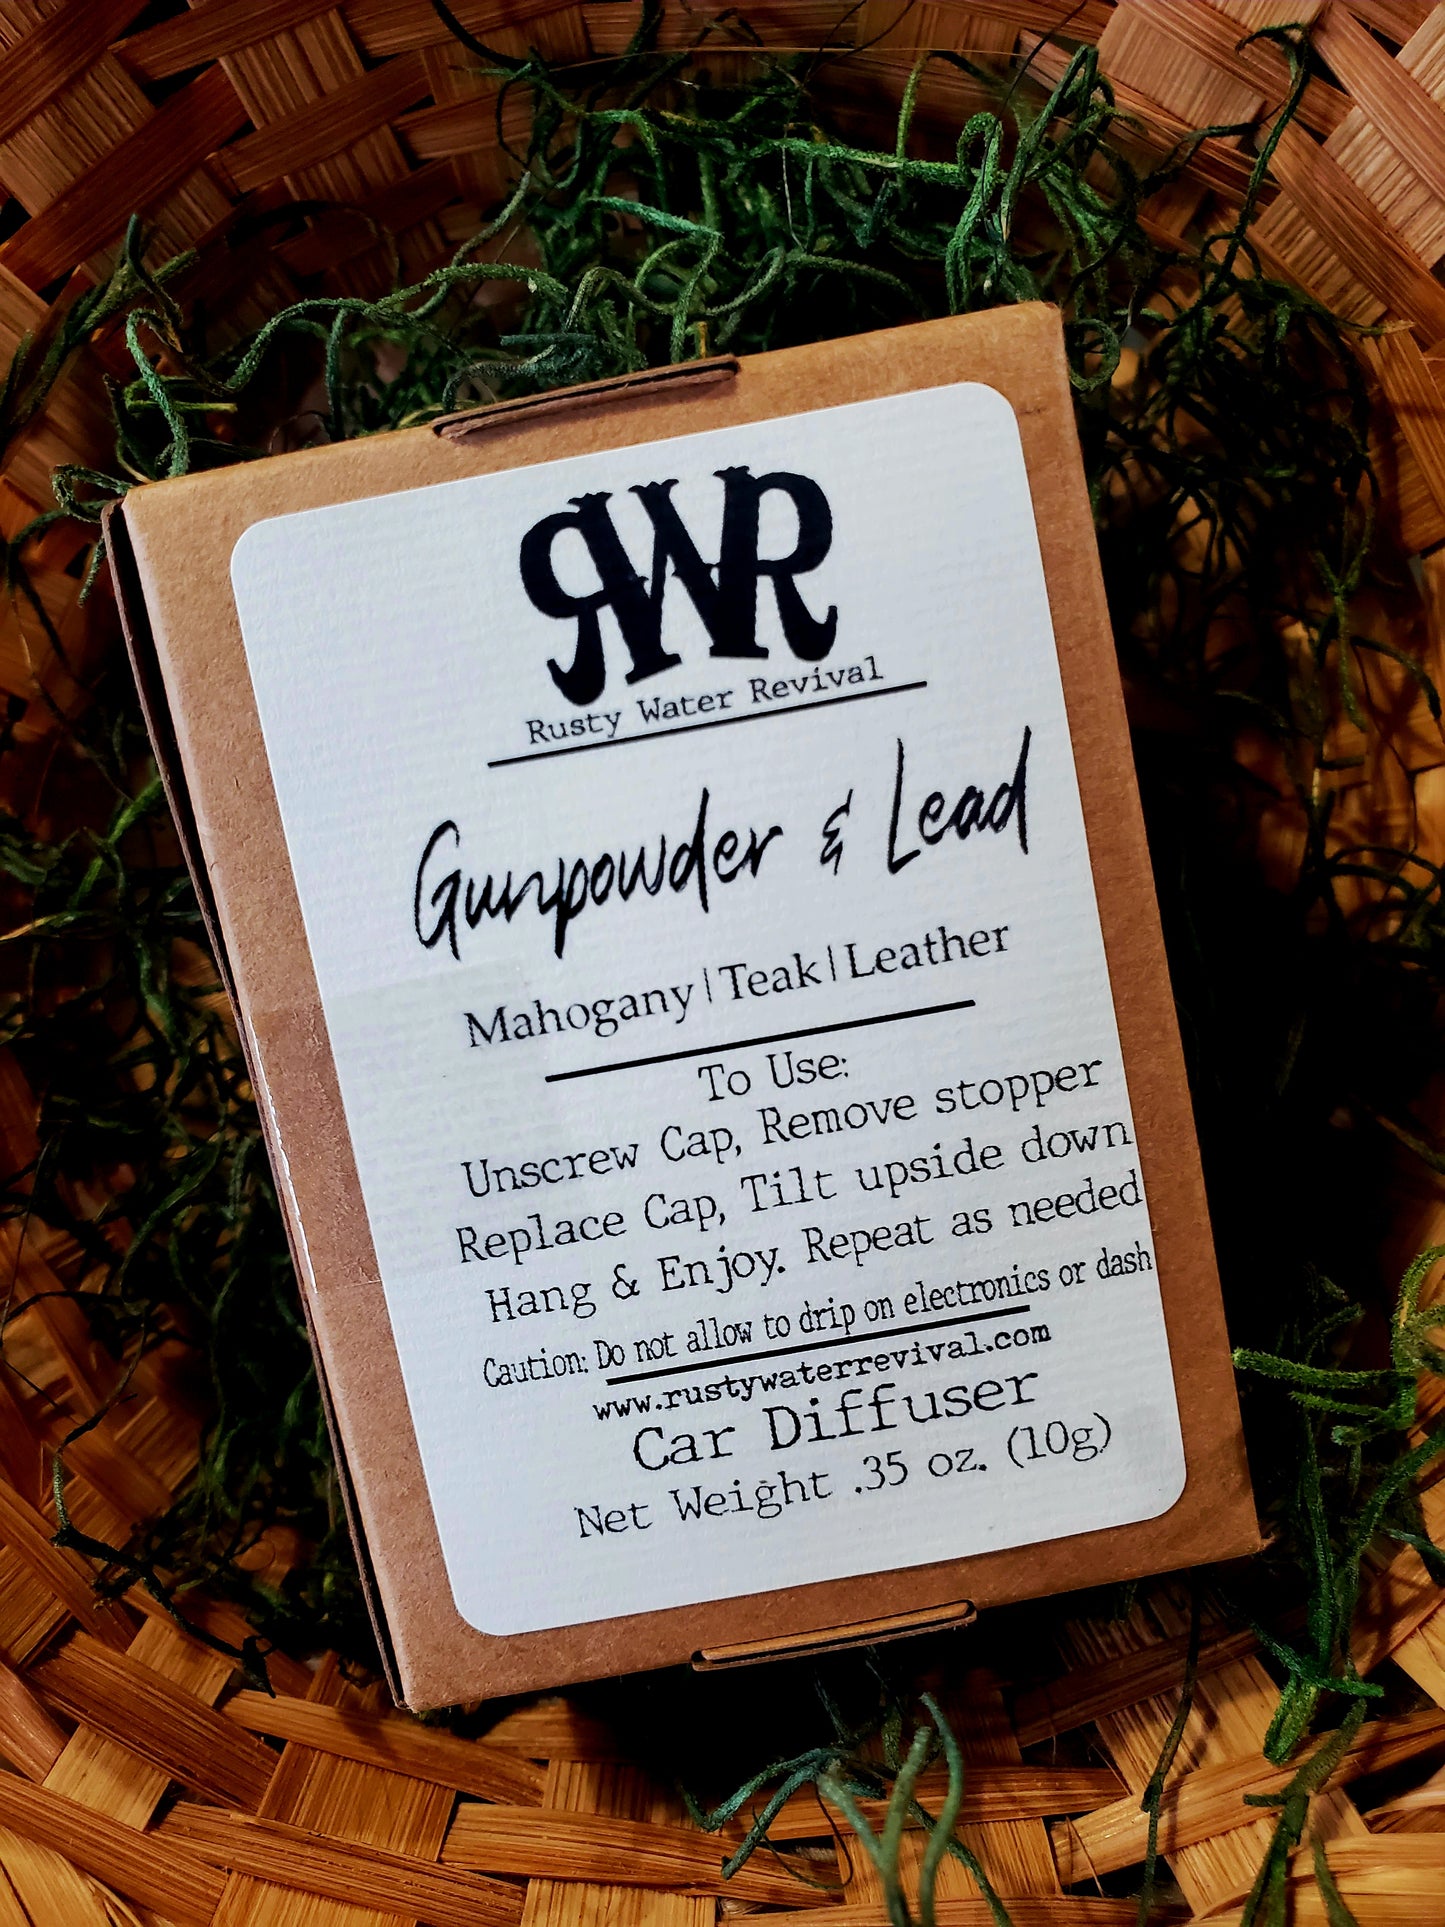 RWR
Rusty Water Revival
Gunpowder & Lead
Mahogany | Teak | Leather
To Use:
Unscrew Cap, Remove stopper
Replace Cap, Tilt upside down
Hang & Enjoy. Repeat as needed
Caution: Do not allow to drip on electronics or dash
www.rustywaterrevival.com
Car Diffuser
Net Weight .35 oz. (10g)